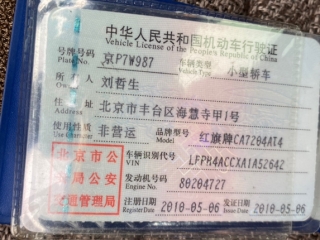 中华人民共和国机动车行驶证
Vehicle License of the People's Republic of China
号牌号码 京P7W987 车辆类型 小型轿车
Plate No. Vehicle Type
所有人 刘哲生
Owner
住址 北京市丰台区海慧寺甲1号
Address
使用性质 非营运 品牌型号 红旗牌CA7204AT4
Use Character Model
北京市公 车辆识别代号 LFPH4ACCXA1A52642
安局公安 VIN
交通管理局 发动机号码 80204727
Engine No.
注册日期 2010-05-06 发证日期 2010-05-06
Register Date Issue Date